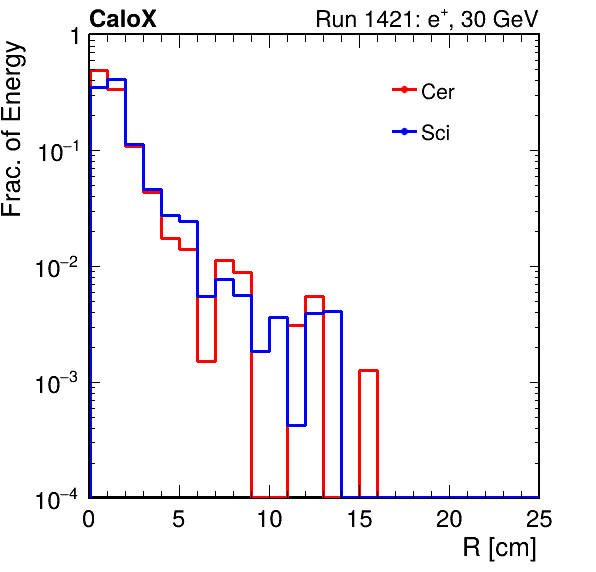 CaloX Run 1421: e⁺, 30 GeV
Frac. of Energy
Cer
Sci
1
10⁻¹
10⁻²
10⁻³
10⁻⁴
0 5 10 15 20 25
R [cm]